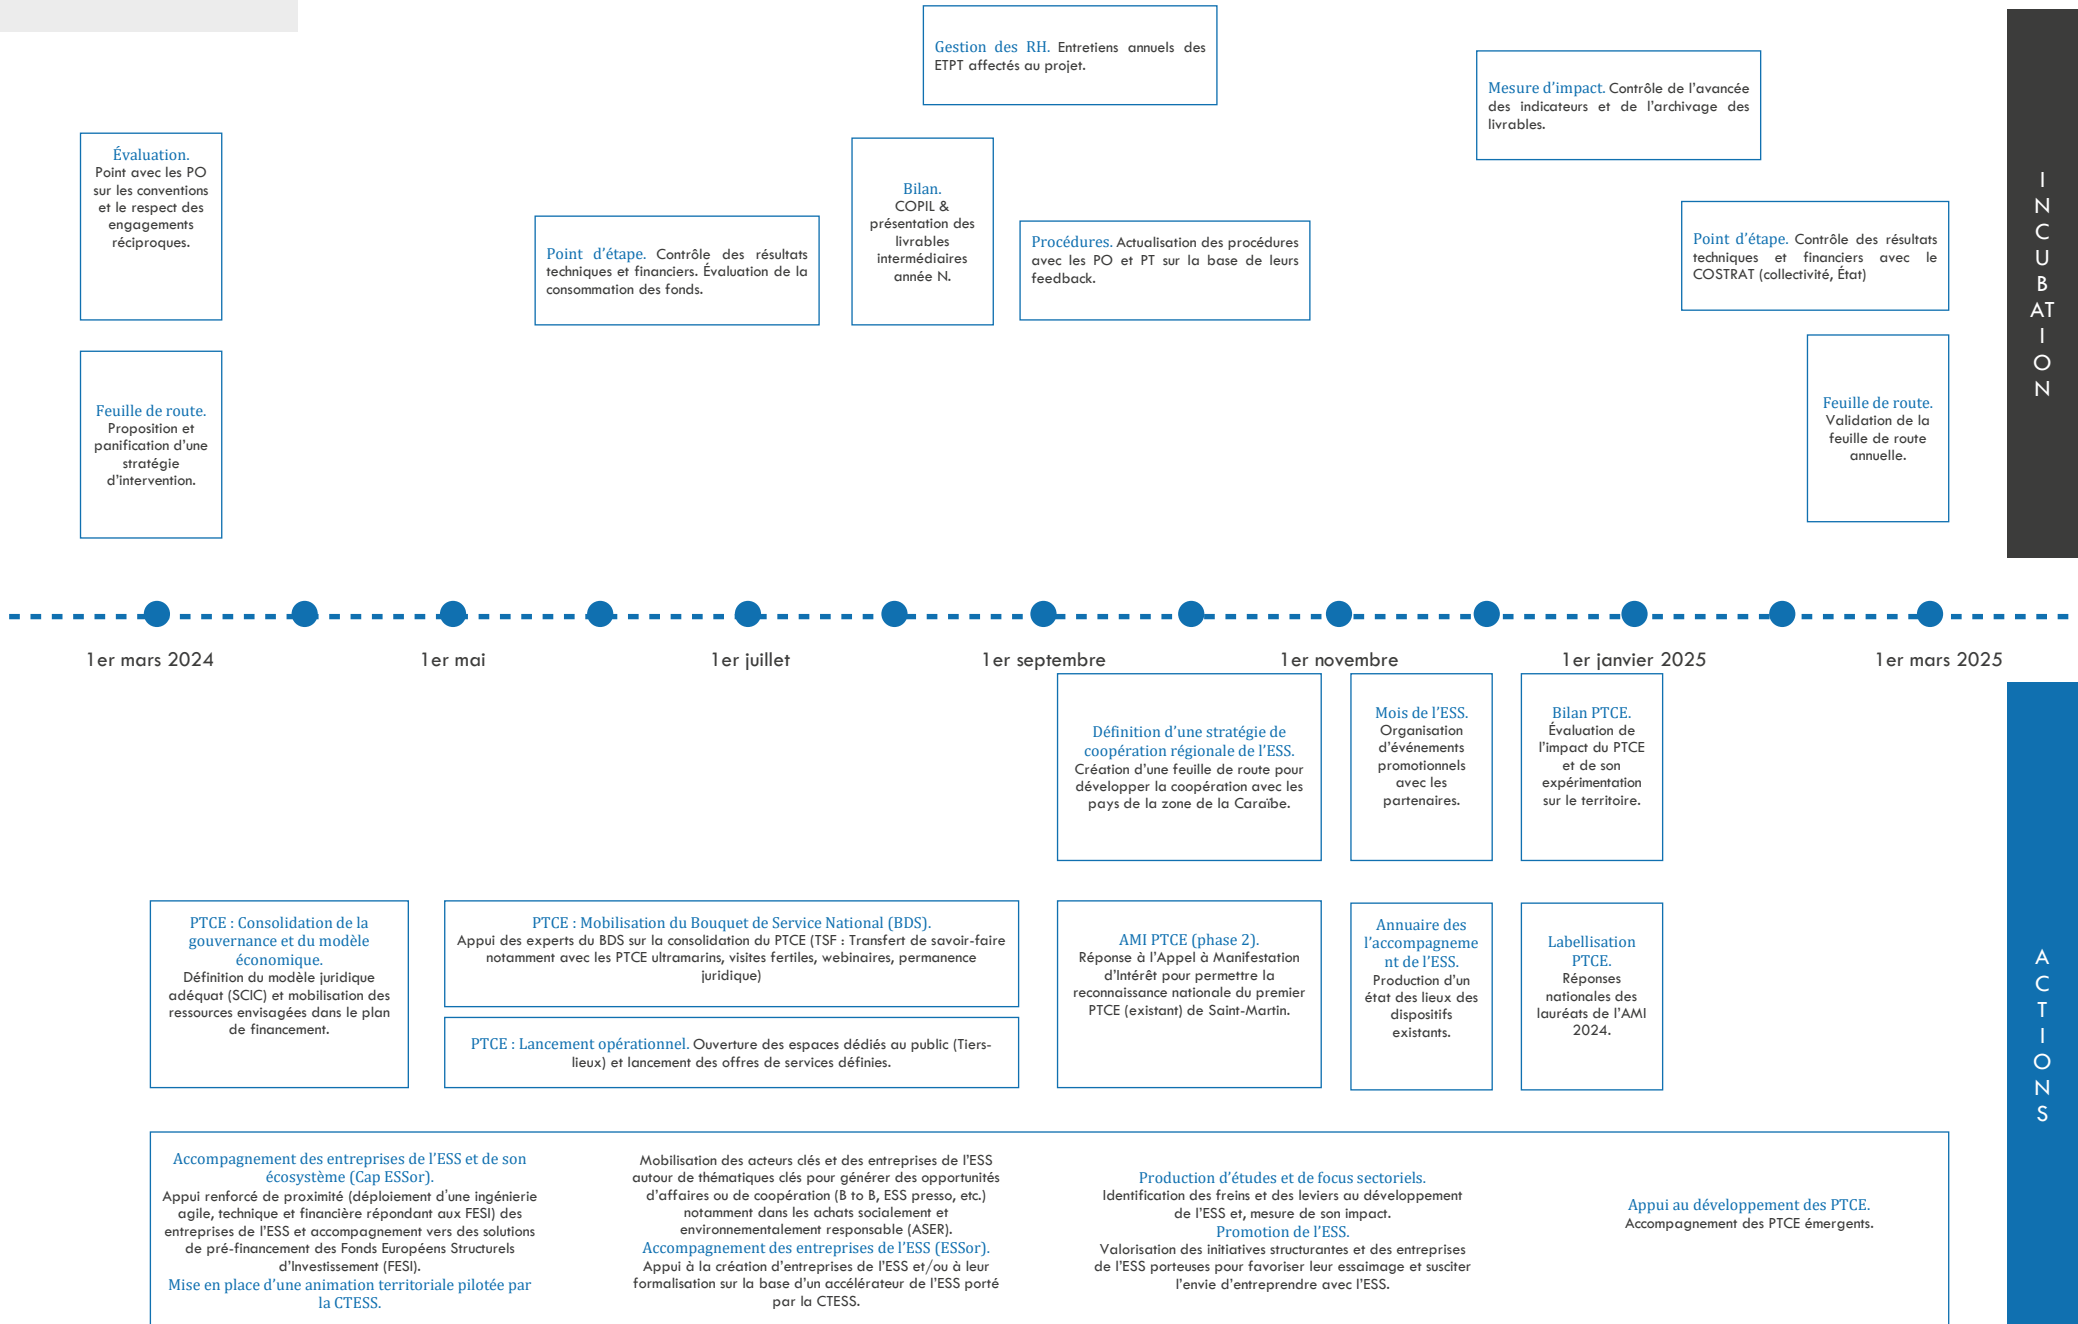 Gestion des RH. Entretiens annuels des
ETPT affectés au projet.
Mesure d'impact. Contrôle de l'avancée
des indicateurs et de l'archivage des
livrables.
Évaluation.
Point avec les PO
sur les conventions
et le respect des
engagements
réciproques.
Bilan.
COPIL &
présentation des
livrables
intermédiaires
année N.
Point d'étape. Contrôle des résultats
techniques et financiers. Évaluation de la
consommation des fonds.
Procédures. Actualisation des procédures
avec les PO et PT sur la base de leurs
feedback.
Point d'étape. Contrôle des résultats
techniques et financiers avec le
COSTRAT (collectivité, État)
Feuille de route.
Proposition et
panification d'une
stratégie
d'intervention.
Feuille de route.
Validation de la
feuille de route
annuelle.
I
N
C
U
B
AT
I
O
N
1er mars 2024
1er mai
1er juillet
1er septembre
1er novembre
1er janvier 2025
1er mars 2025
Définition d'une stratégie de
coopération régionale de l'ESS.
Création d'une feuille de route pour
développer la coopération avec les
pays de la zone de la Caraïbe.
Mois de l'ESS.
Organisation
d'événements
promotionnels
avec les
partenaires.
Bilan PTCE.
Évaluation de
l'impact du PTCE
et de son
expérimentation
sur le territoire.
PTCE : Consolidation de la
gouvernance et du modèle
économique.
Définition du modèle juridique
adéquat (SCIC) et mobilisation des
ressources envisagées dans le plan
de financement.
PTCE : Mobilisation du Bouquet de Service National (BDS).
Appui des experts du BDS sur la consolidation du PTCE (TSF : Transfert de savoir-faire
notamment avec les PTCE ultramarins, visites fertiles, webinaires, permanence
juridique)
PTCE : Lancement opérationnel. Ouverture des espaces dédiés au public (Tiers-
lieux) et lancement des offres de services définies.
AMI PTCE (phase 2).
Réponse à l'Appel à Manifestation
d'Intérêt pour permettre la
reconnaissance nationale du premier
PTCE (existant) de Saint-Martin.
Annuaire des
l'accompagneme
nt de l'ESS.
Production d'un
état des lieux des
dispositifs
existants.
Labellisation
PTCE.
Réponses
nationales des
lauréats de l'AMI
2024.
Accompagnement des entreprises de l'ESS et de son
écosystème (Cap ESSor).
Appui renforcé de proximité (déploiement d'une ingénierie
agile, technique et financière répondant aux FESI) des
entreprises de l'ESS et accompagnement vers des solutions
de pré-financement des Fonds Européens Structurels
d'Investissement (FESI).
Mise en place d'une animation territoriale pilotée par
la CTESS.
Mobilisation des acteurs clés et des entreprises de l'ESS
autour de thématiques clés pour générer des opportunités
d'affaires ou de coopération (B to B, ESS presso, etc.)
notamment dans les achats socialement et
environnementalement responsable (ASER).
Accompagnement des entreprises de l'ESS (ESSor).
Appui à la création d'entreprises de l'ESS et/ou à leur
formalisation sur la base d'un accélérateur de l'ESS porté
par la CTESS.
Production d'études et de focus sectoriels.
Identification des freins et des leviers au développement
de l'ESS et, mesure de son impact.
Promotion de l'ESS.
Valorisation des initiatives structurantes et des entreprises
de l'ESS porteuses pour favoriser leur essaimage et susciter
l'envie d'entreprendre avec l'ESS.
Appui au développement des PTCE.
Accompagnement des PTCE émergents.
A
C
T
I
O
N
S